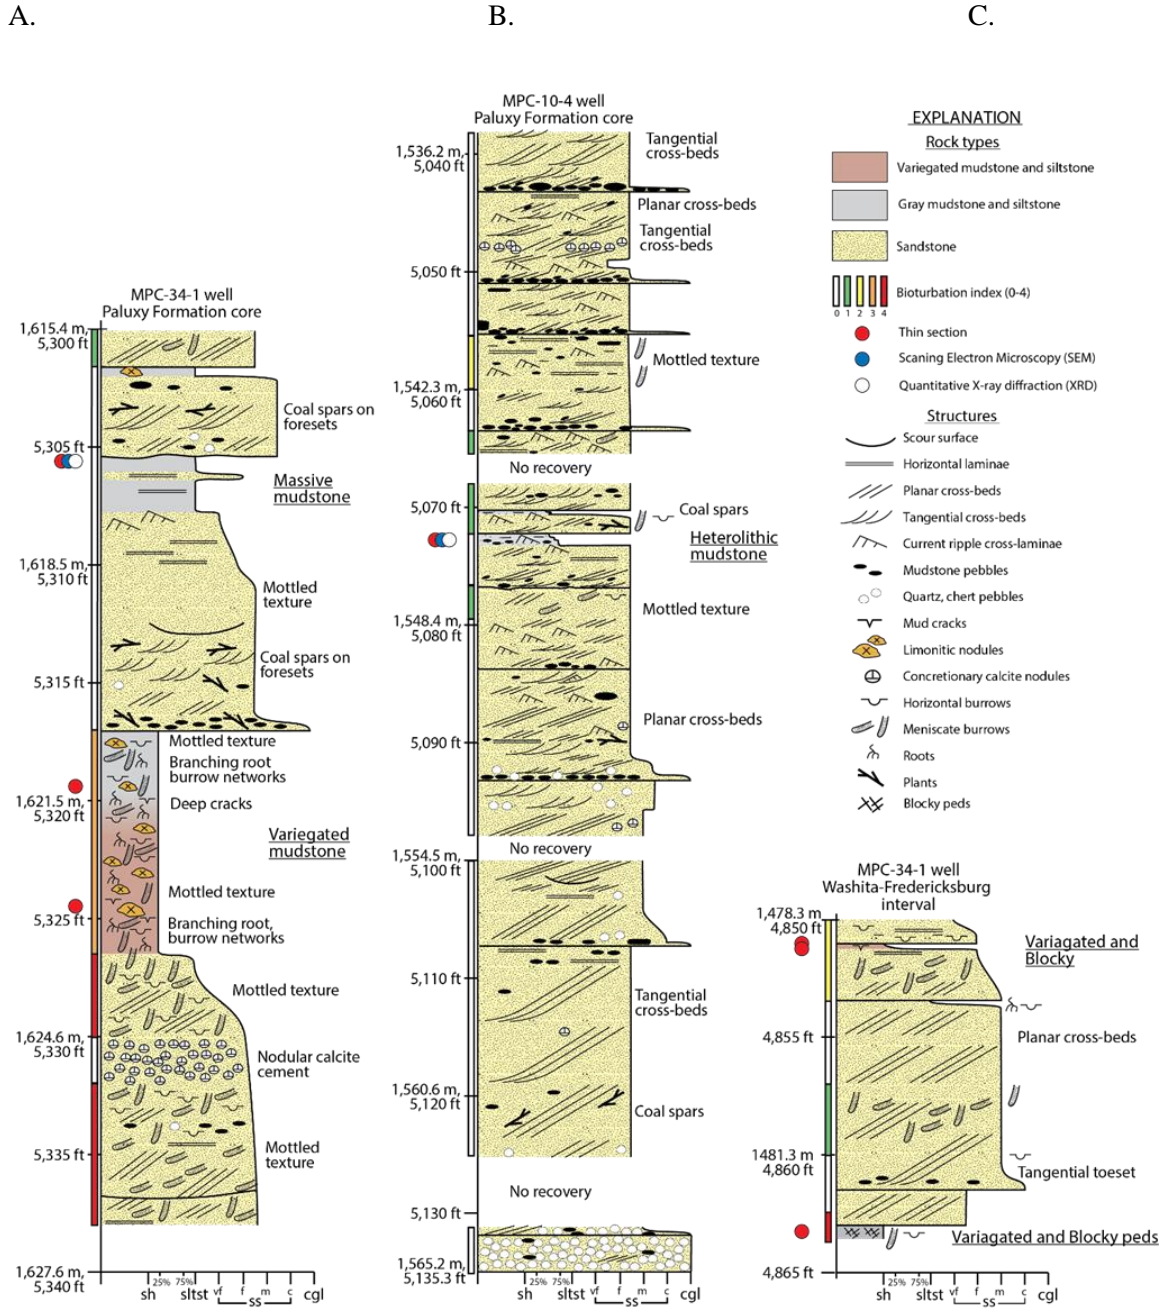 A.
B.
C.
MPC-34-1 well
Paluxy Formation core
1,615.4 m,
5,300 ft
5,305 ft
1,618.5 m,
5,310 ft
5,315 ft
1,621.5 m,
5,320 ft
5,325 ft
1,624.6 m,
5,330 ft
5,335 ft
1,627.6 m,
5,340 ft
Coal spars on
foresets
Massive
mudstone
Mottled
texture
Coal spars on
foresets
Mottled texture
Branching root
burrow networks
Deep cracks
Variegated
mudstone
Mottled texture
Branching root,
burrow networks
Mottled texture
Nodular calcite
cement
Mottled
texture
25% 75%
sh sltst vf f m c cgl
ss
MPC-10-4 well
Paluxy Formation core
1,536.2 m,
5,040 ft
5,050 ft
1,542.3 m,
5,060 ft
5,070 ft
1,548.4 m,
5,080 ft
5,090 ft
1,554.5 m,
5,100 ft
5,110 ft
1,560.6 m,
5,120 ft
5,130 ft
1,565.2 m,
5,135.3 ft
Tangential
cross-beds
Planar cross-beds
Tangential
cross-beds
Mottled texture
No recovery
Coal spars
Heterolithic
mudstone
Mottled texture
Planar cross-beds
No recovery
Tangential
cross-beds
Coal spars
No recovery
25% 75%
sh sltst vf f m c cgl
ss
EXPLANATION
Rock types
Variegated mudstone and siltstone
Gray mudstone and siltstone
Sandstone
Bioturbation index (0-4)
0 1 2 3 4
Thin section
Scaning Electron Microscopy (SEM)
Quantitative X-ray diffraction (XRD)
Structures
Scour surface
Horizontal laminae
Planar cross-beds
Tangential cross-beds
Current ripple cross-laminae
Mudstone pebbles
Quartz, chert pebbles
Mud cracks
Limonitic nodules
Concretionary calcite nodules
Horizontal burrows
Meniscate burrows
Roots
Plants
Blocky peds
MPC-34-1 well
Washita-Fredericksburg
interval
1,478.3 m
4,850 ft
4,855 ft
1481.3 m
4,860 ft
4,865 ft
Variagated and
Blocky
Planar cross-beds
Tangential toeset
Variagated and Blocky peds
25% 75%
sh sltst vf f m c cgl
ss